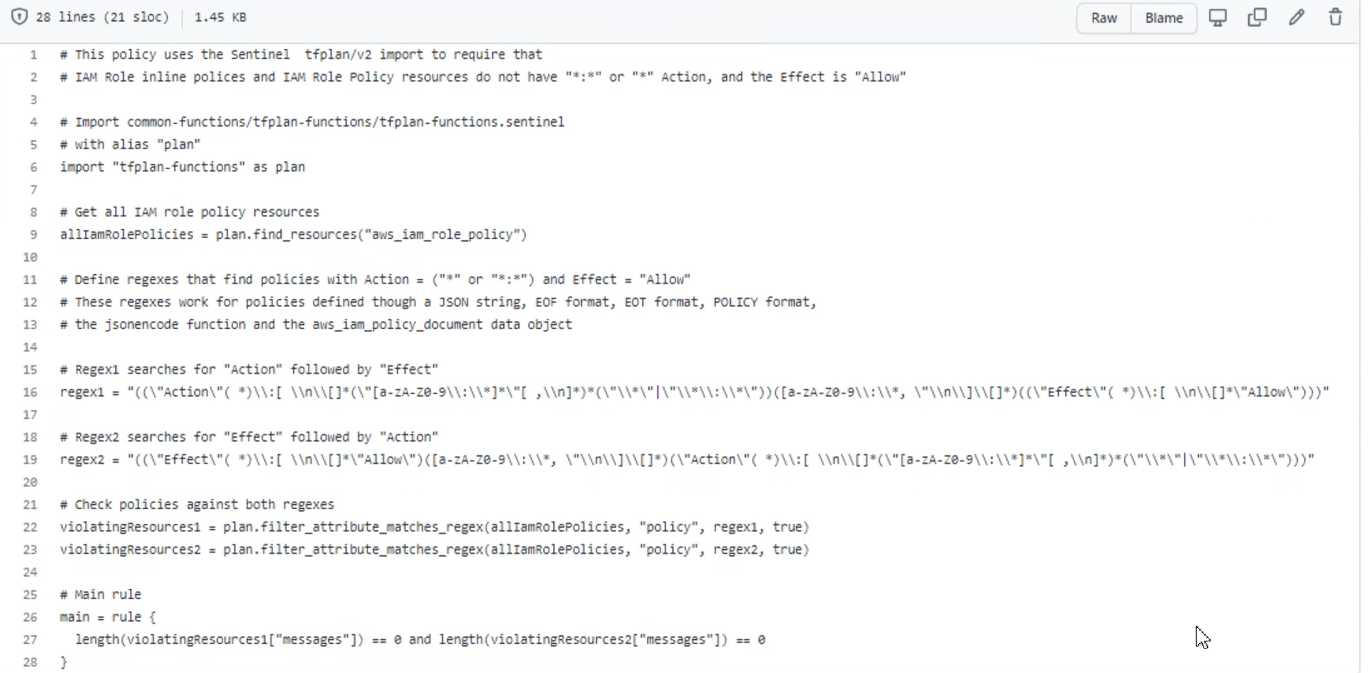 28 lines (21 sloc) 1.45 KB Raw Blame
1 # This policy uses the Sentinel  tfplan/v2 import to require that
2 # IAM Role inline polices and IAM Role Policy resources do not have "*:*" or "*" Action, and the Effect is "Allow"
3
4 # Import common-functions/tfplan-functions/tfplan-functions.sentinel
5 # with alias "plan"
6 import "tfplan-functions" as plan
7
8 # Get all IAM role policy resources
9 allIamRolePolicies = plan.find_resources("aws_iam_role_policy")
10
11 # Define regexes that find policies with Action = ("*" or "*:*") and Effect = "Allow"
12 # These regexes work for policies defined though a JSON string, EOF format, EOT format, POLICY format,
13 # the jsonencode function and the aws_iam_policy_document data object
14
15 # Regex1 searches for "Action" followed by "Effect"
16 regex1 = "((\"Action\"( *)\\:[ \\n\\[]*(\"[a-zA-Z0-9\\:\\*]*\"[ ,\\n]*)*(\"\\*\"|\"\\*\\:\\*\"))([a-zA-Z0-9\\:\\*, \"\\n\\]\\[]*)((\"Effect\"( *)\\:[ \\n\\[]*\"Allow\")))"
17
18 # Regex2 searches for "Effect" followed by "Action"
19 regex2 = "((\"Effect\"( *)\\:[ \\n\\[]*\"Allow\")([a-zA-Z0-9\\:\\*, \"\\n\\]\\[]*)(\"Action\"( *)\\:[ \\n\\[]*(\"[a-zA-Z0-9\\:\\*]*\"[ ,\\n]*)*(\"\\*\"|\"\\*\\:\\*\")))"
20
21 # Check policies against both regexes
22 violatingResources1 = plan.filter_attribute_matches_regex(allIamRolePolicies, "policy", regex1, true)
23 violatingResources2 = plan.filter_attribute_matches_regex(allIamRolePolicies, "policy", regex2, true)
24
25 # Main rule
26 main = rule {
27   length(violatingResources1["messages"]) == 0 and length(violatingResources2["messages"]) == 0
28 }